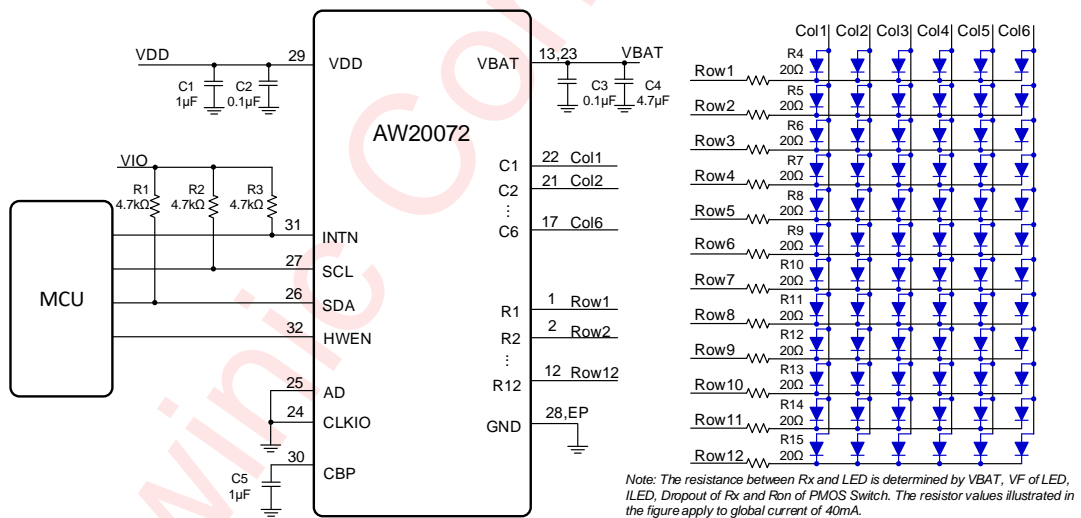 VDD
29
VDD
C1
1µF
C2
0.1µF
VBAT
13,23
VBAT
C3
0.1µF
C4
4.7µF
AW20072
VIO
R1
4.7kΩ
R2
4.7kΩ
R3
4.7kΩ
MCU
31
INTN
27
SCL
26
SDA
32
HWEN
25
AD
24
CLKIO
30
CBP
C5
1µF
C1
22 Col1
C2
21 Col2
⋮
C6
17 Col6
R1
1 Row1
R2
2 Row2
⋮
R12
12 Row12
GND
28,EP
Col1 Col2 Col3 Col4 Col5 Col6
R4
Row1 20Ω
R5
Row2 20Ω
R6
Row3 20Ω
R7
Row4 20Ω
R8
Row5 20Ω
R9
Row6 20Ω
R10
Row7 20Ω
R11
Row8 20Ω
R12
Row9 20Ω
R13
Row10 20Ω
R14
Row11 20Ω
R15
Row12 20Ω
Note: The resistance between Rx and LED is determined by VBAT, VF of LED,
ILED, Dropout of Rx and Ron of PMOS Switch. The resistor values illustrated in
the figure apply to global current of 40mA.
winic Co